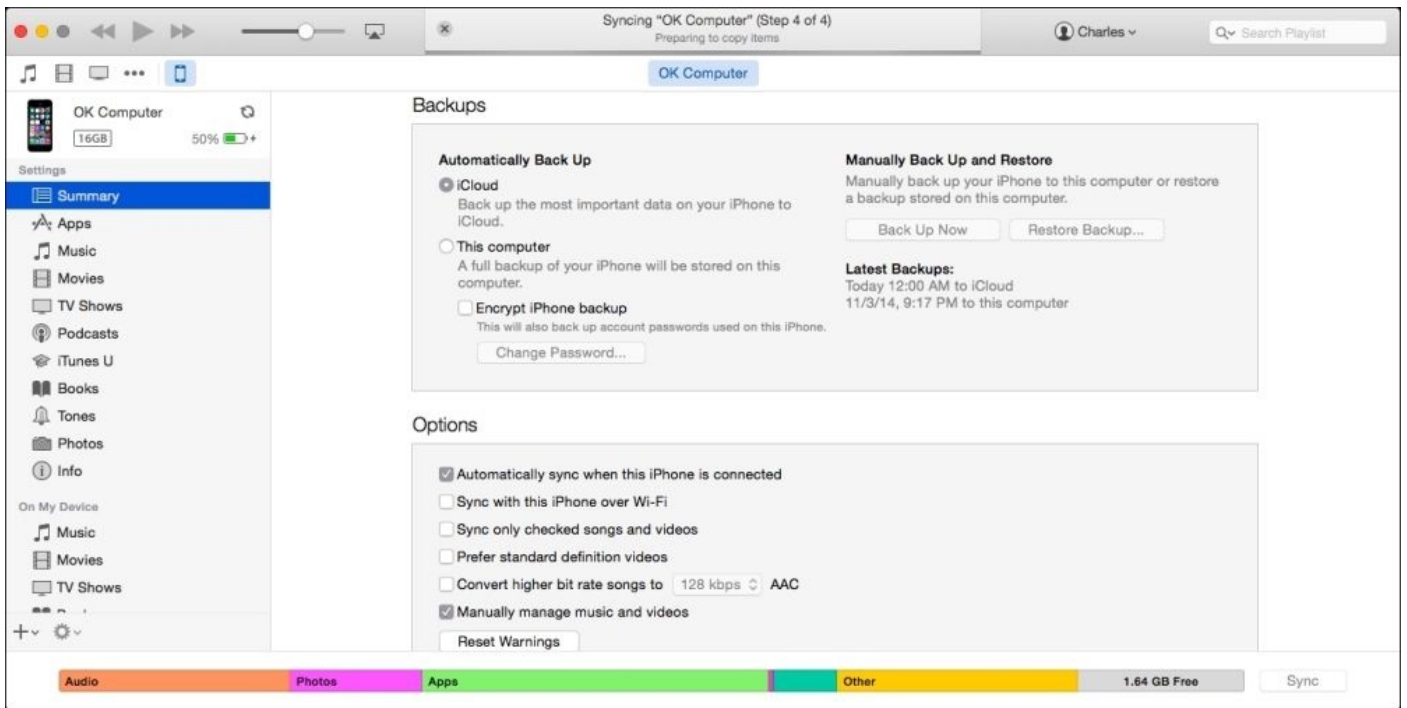 Syncing "OK Computer" (Step 4 of 4)
Preparing to copy items
Charles
Search Playlist
OK Computer
OK Computer
16GB
50%
Settings
Summary
Apps
Music
Movies
TV Shows
Podcasts
iTunes U
Books
Tones
Photos
Info
On My Device
Music
Movies
TV Shows
Backups
Automatically Back Up
iCloud
Back up the most important data on your iPhone to
iCloud.
This computer
A full backup of your iPhone will be stored on this
computer.
Encrypt iPhone backup
This will also back up account passwords used on this iPhone.
Change Password...
Manually Back Up and Restore
Manually back up your iPhone to this computer or restore
a backup stored on this computer.
Back Up Now
Restore Backup...
Latest Backups:
Today 12:00 AM to iCloud
11/3/14, 9:17 PM to this computer
Options
Automatically sync when this iPhone is connected
Sync with this iPhone over Wi-Fi
Sync only checked songs and videos
Prefer standard definition videos
Convert higher bit rate songs to 128 kbps AAC
Manually manage music and videos
Reset Warnings
Audio
Photos
Apps
Other
1.64 GB Free
Sync